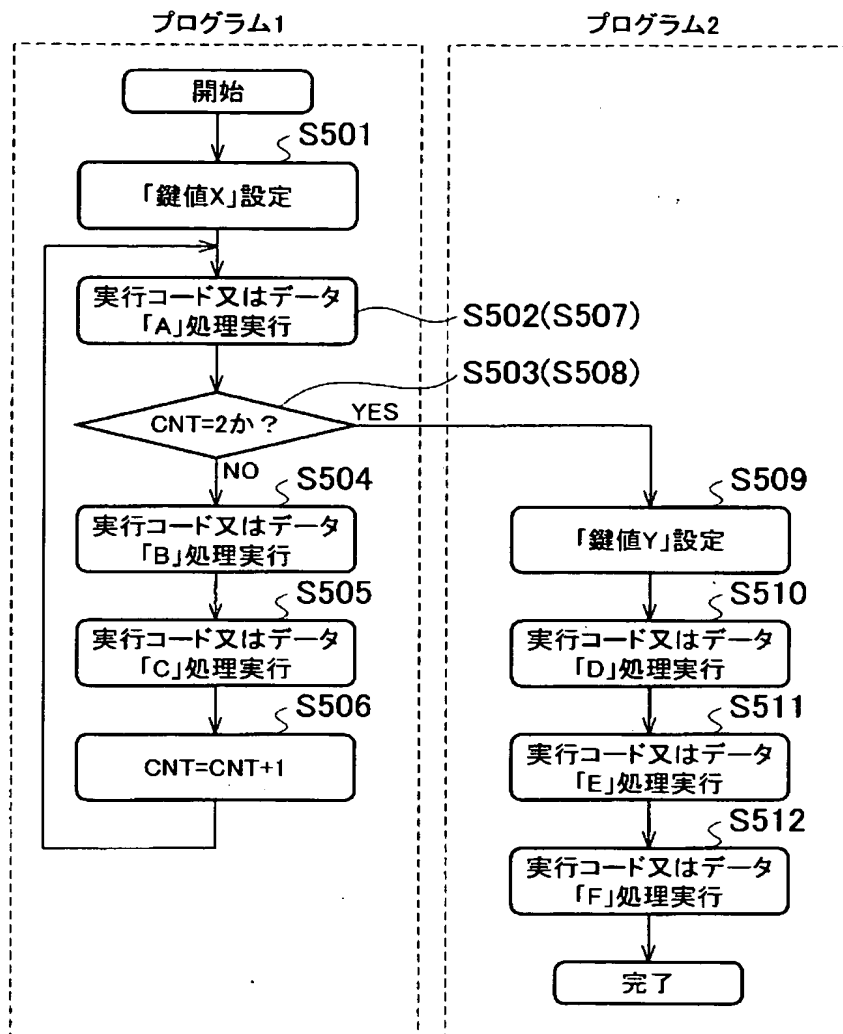 プログラム1
開始
S501
「鍵値X」設定
実行コード又はデータ
「A」処理実行
S502(S507)
S503(S508)
CNT=2か？
YES
NO
S504
実行コード又はデータ
「B」処理実行
S505
実行コード又はデータ
「C」処理実行
S506
CNT=CNT+1
プログラム2
S509
「鍵値Y」設定
S510
実行コード又はデータ
「D」処理実行
S511
実行コード又はデータ
「E」処理実行
S512
実行コード又はデータ
「F」処理実行
完了